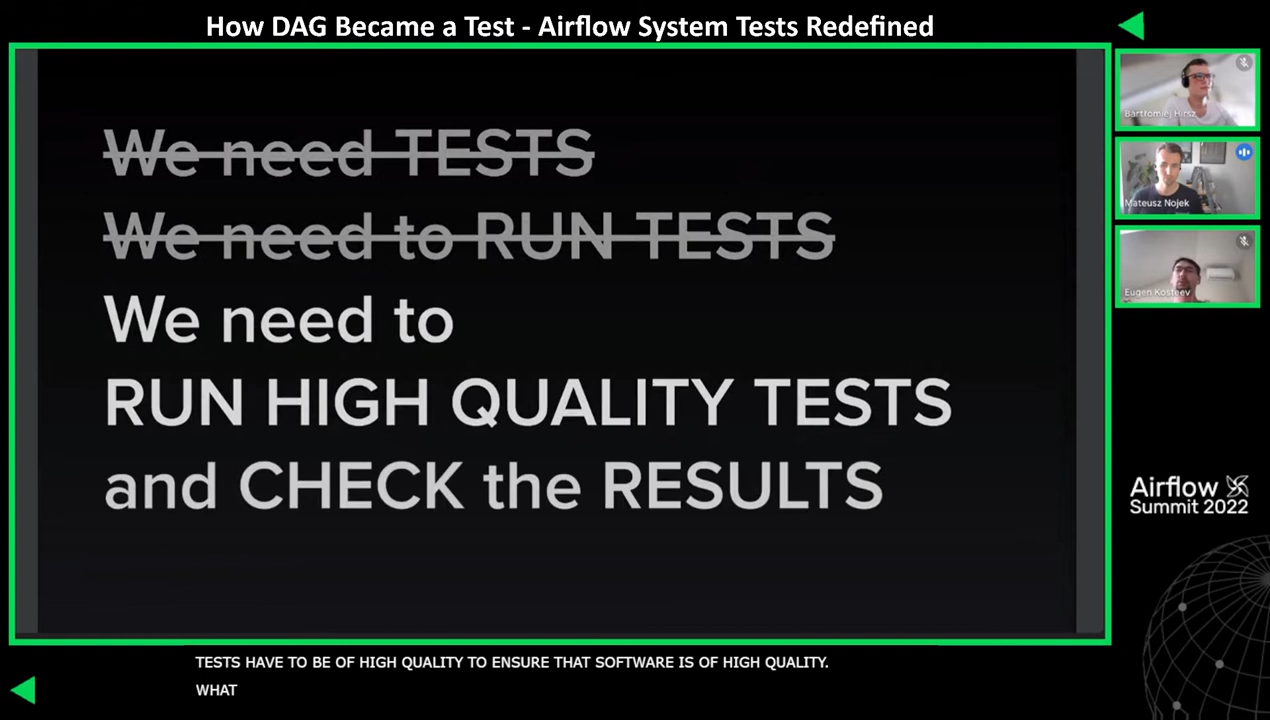 How DAG Became a Test - Airflow System Tests Redefined
We need TESTS
We need to RUN TESTS
We need to
RUN HIGH QUALITY TESTS
and CHECK the RESULTS
Bartłomiej Hirsz
Mateusz Nojek
Eugen Kosteev
Airflow
Summit 2022
TESTS HAVE TO BE OF HIGH QUALITY TO ENSURE THAT SOFTWARE IS OF HIGH QUALITY.
WHAT